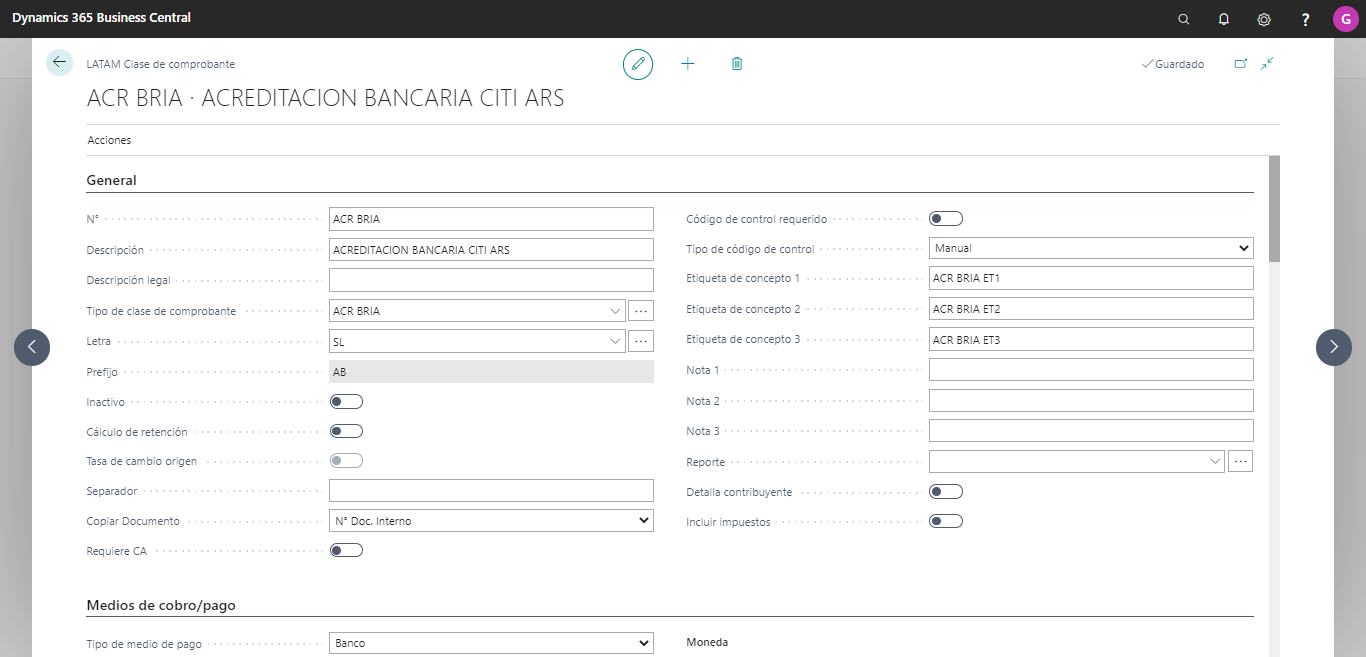 Dynamics 365 Business Central
?
G
LATAM Clase de comprobante
Guardado
ACR BRIA · ACREDITACION BANCARIA CITI ARS
Acciones
General
N° ACR BRIA
Descripción ACREDITACION BANCARIA CITI ARS
Descripción legal
Tipo de clase de comprobante ACR BRIA
Letra SL
Prefijo AB
Inactivo
Cálculo de retención
Tasa de cambio origen
Separador
Copiar Documento N° Doc. Interno
Requiere CA
Código de control requerido
Tipo de código de control Manual
Etiqueta de concepto 1 ACR BRIA ET1
Etiqueta de concepto 2 ACR BRIA ET2
Etiqueta de concepto 3 ACR BRIA ET3
Nota 1
Nota 2
Nota 3
Reporte
Detalla contribuyente
Incluir impuestos
Medios de cobro/pago
Tipo de medio de pago Banco
Moneda